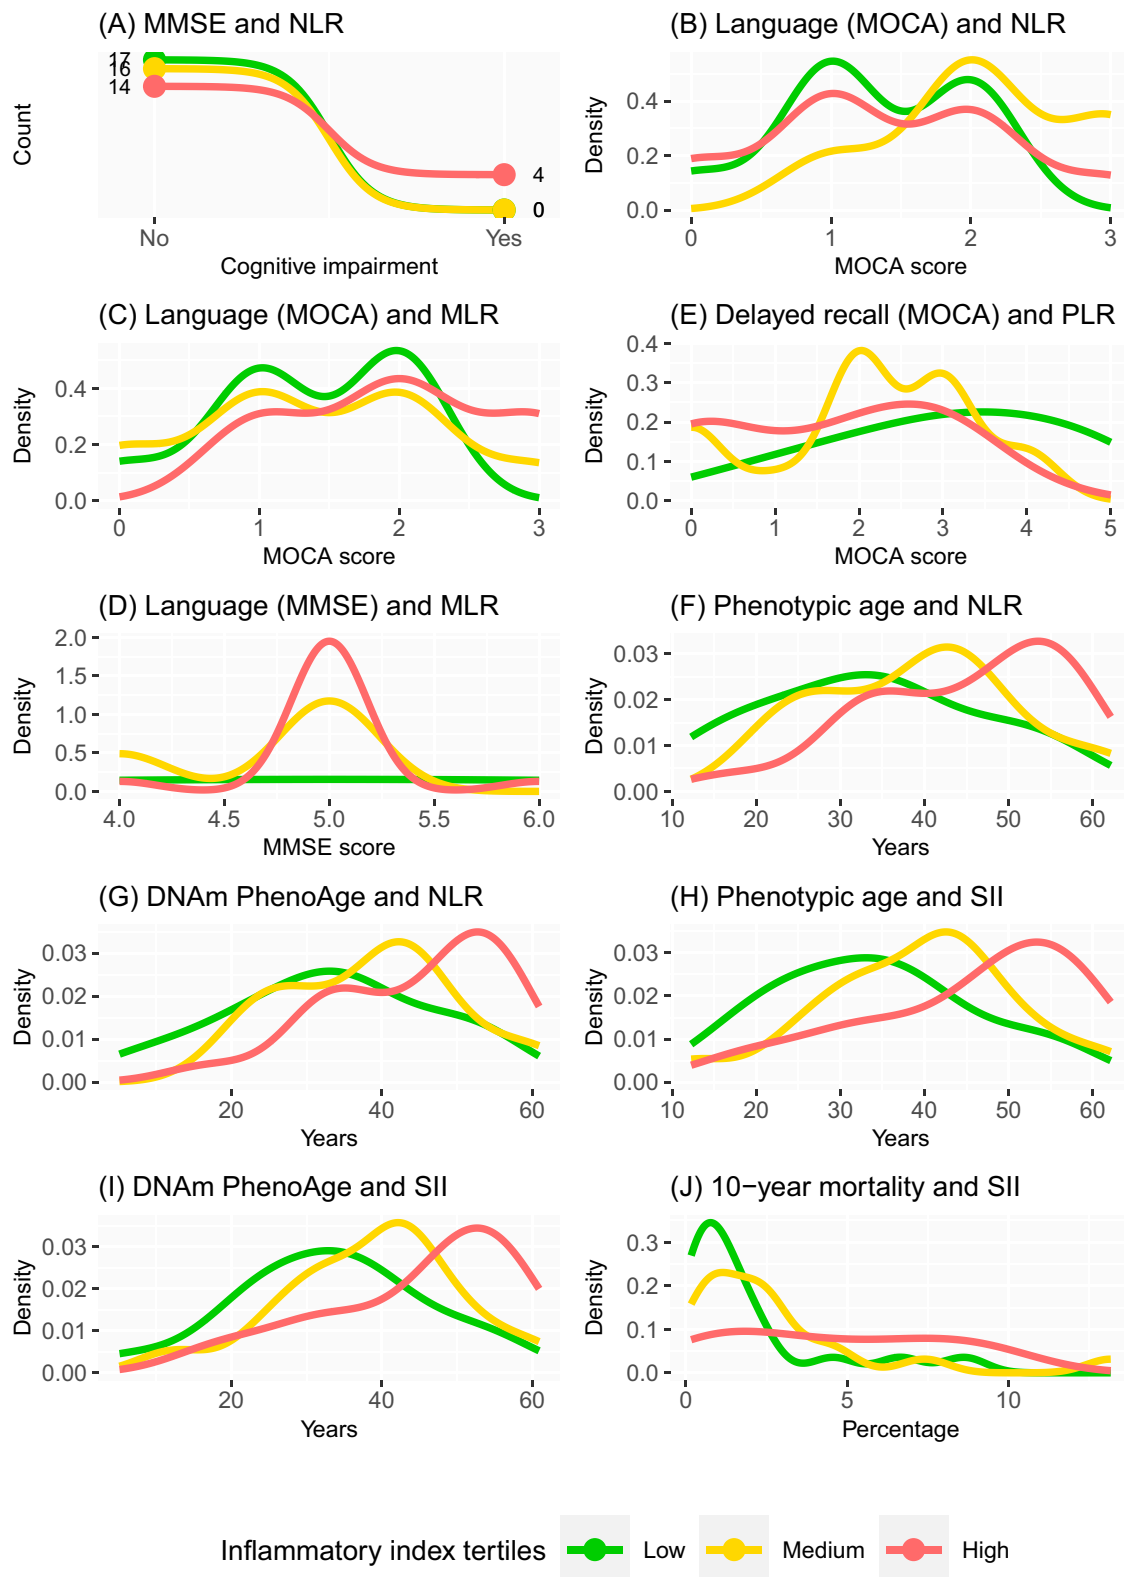 (A) MMSE and NLR
17
16
14
4
0
Count
No
Yes
Cognitive impairment
(B) Language (MOCA) and NLR
Density
0.4
0.2
0.0
0
1
2
3
MOCA score
(C) Language (MOCA) and MLR
Density
0.4
0.2
0.0
0
1
2
3
MOCA score
(E) Delayed recall (MOCA) and PLR
Density
0.4
0.3
0.2
0.1
0.0
0
1
2
3
4
5
MOCA score
(D) Language (MMSE) and MLR
Density
2.0
1.5
1.0
0.5
0.0
4.0
4.5
5.0
5.5
6.0
MMSE score
(F) Phenotypic age and NLR
Density
0.03
0.02
0.01
0.00
10
20
30
40
50
60
Years
(G) DNAm PhenoAge and NLR
Density
0.03
0.02
0.01
0.00
20
40
60
Years
(H) Phenotypic age and SII
Density
0.03
0.02
0.01
0.00
10
20
30
40
50
60
Years
(I) DNAm PhenoAge and SII
Density
0.03
0.02
0.01
0.00
20
40
60
Years
(J) 10−year mortality and SII
Density
0.3
0.2
0.1
0.0
0
5
10
Percentage
Inflammatory index tertiles
Low
Medium
High